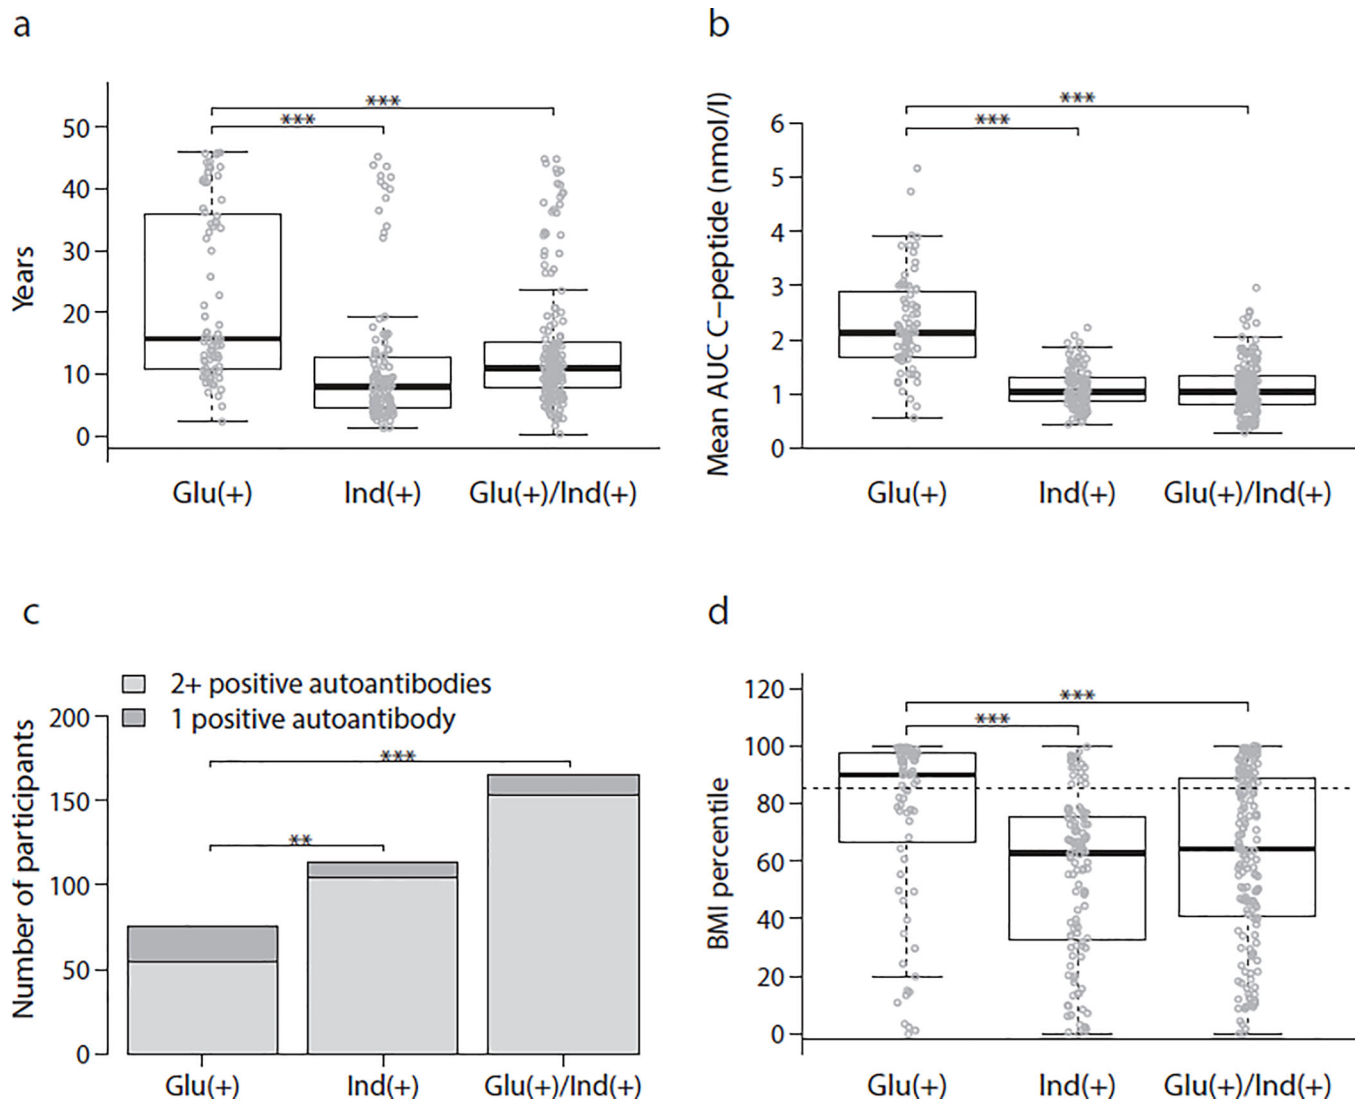 a
Years
50
40
30
20
10
0
***
***
Glu(+) Ind(+) Glu(+)/Ind(+)
b
Mean AUC C–peptide (nmol/l)
6
5
4
3
2
1
0
***
***
Glu(+) Ind(+) Glu(+)/Ind(+)
c
2+ positive autoantibodies
1 positive autoantibody
Number of participants
200
150
100
50
0
***
**
Glu(+) Ind(+) Glu(+)/Ind(+)
d
BMI percentile
120
100
80
60
40
20
0
***
***
Glu(+) Ind(+) Glu(+)/Ind(+)